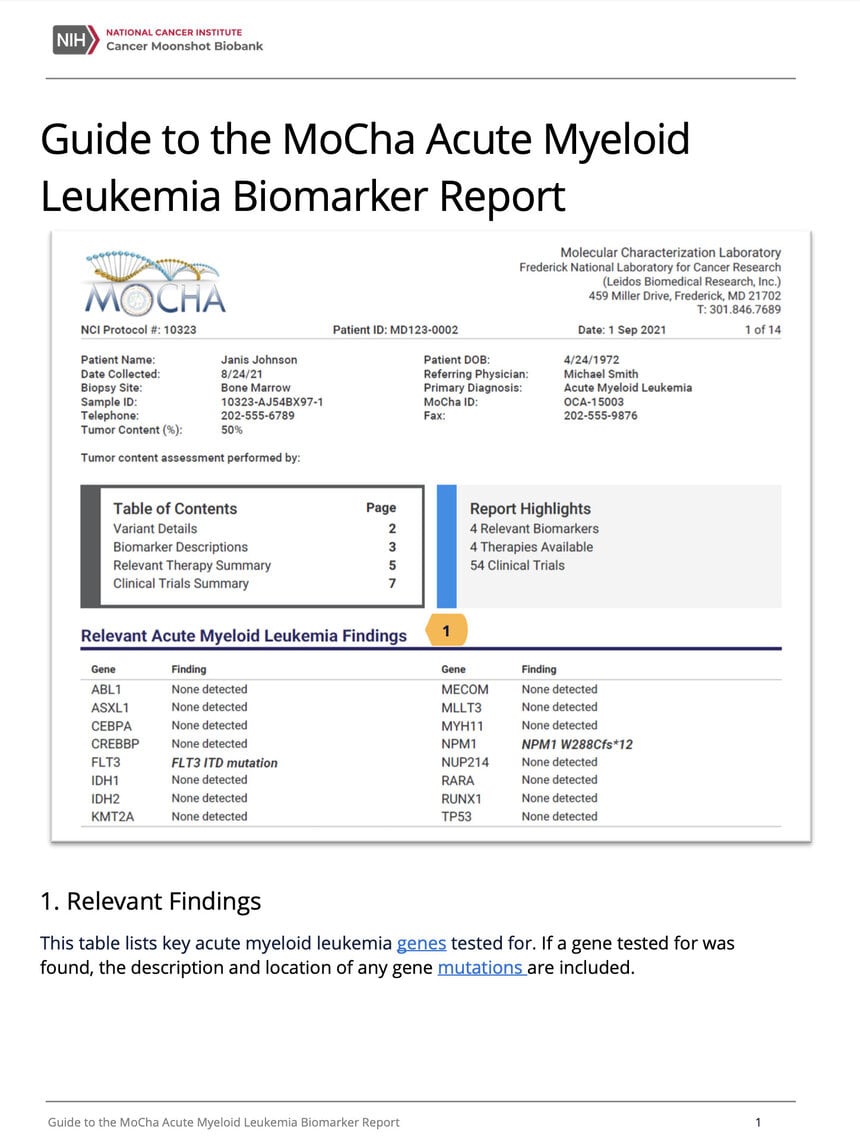 NIH
NATIONAL CANCER INSTITUTE
Cancer Moonshot Biobank
Guide to the MoCha Acute Myeloid
Leukemia Biomarker Report
MOCHA
Molecular Characterization Laboratory
Frederick National Laboratory for Cancer Research
(Leidos Biomedical Research, Inc.)
459 Miller Drive, Frederick, MD 21702
T: 301.846.7689
NCI Protocol #: 10323 Patient ID: MD123-0002 Date: 1 Sep 2021 1 of 14
Patient Name: Janis Johnson Patient DOB: 4/24/1972
Date Collected: 8/24/21 Referring Physician: Michael Smith
Biopsy Site: Bone Marrow Primary Diagnosis: Acute Myeloid Leukemia
Sample ID: 10323-AJ54BX97-1 MoCha ID: OCA-15003
Telephone: 202-555-6789 Fax: 202-555-9876
Tumor Content (%): 50%
Tumor content assessment performed by:
Table of Contents Page
Variant Details 2
Biomarker Descriptions 3
Relevant Therapy Summary 5
Clinical Trials Summary 7
Report Highlights
4 Relevant Biomarkers
4 Therapies Available
54 Clinical Trials
Relevant Acute Myeloid Leukemia Findings 1
Gene Finding Gene Finding
ABL1 None detected MECOM None detected
ASXL1 None detected MLLT3 None detected
CEBPA None detected MYH11 None detected
CREBBP None detected NPM1 NPM1 W288Cfs*12
FLT3 FLT3 ITD mutation NUP214 None detected
IDH1 None detected RARA None detected
IDH2 None detected RUNX1 None detected
KMT2A None detected TP53 None detected
1. Relevant Findings
This table lists key acute myeloid leukemia genes tested for. If a gene tested for was
found, the description and location of any gene mutations are included.
Guide to the MoCha Acute Myeloid Leukemia Biomarker Report 1